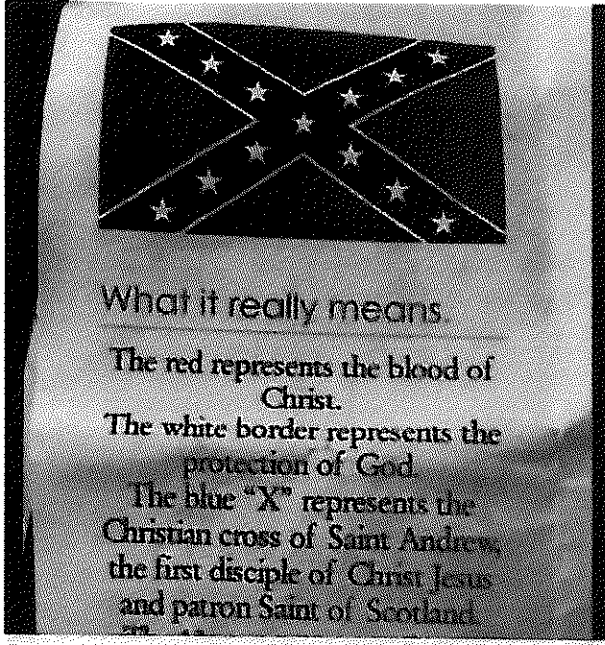 What it really means.
The red represents the blood of
Christ.
The white border represents the
protection of God.
The blue “X” represents the
Christian cross of Saint Andrew,
the first disciple of Christ Jesus
and patron Saint of Scotland.